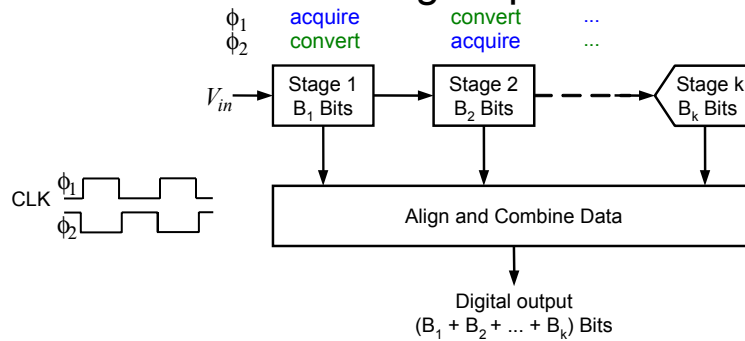 ϕ1 acquire convert ...
ϕ2 convert acquire ...
Vin
Stage 1
B1 Bits
Stage 2
B2 Bits
Stage k
Bk Bits
CLK
ϕ1
ϕ2
Align and Combine Data
Digital output
(B1 + B2 + ... + Bk) Bits